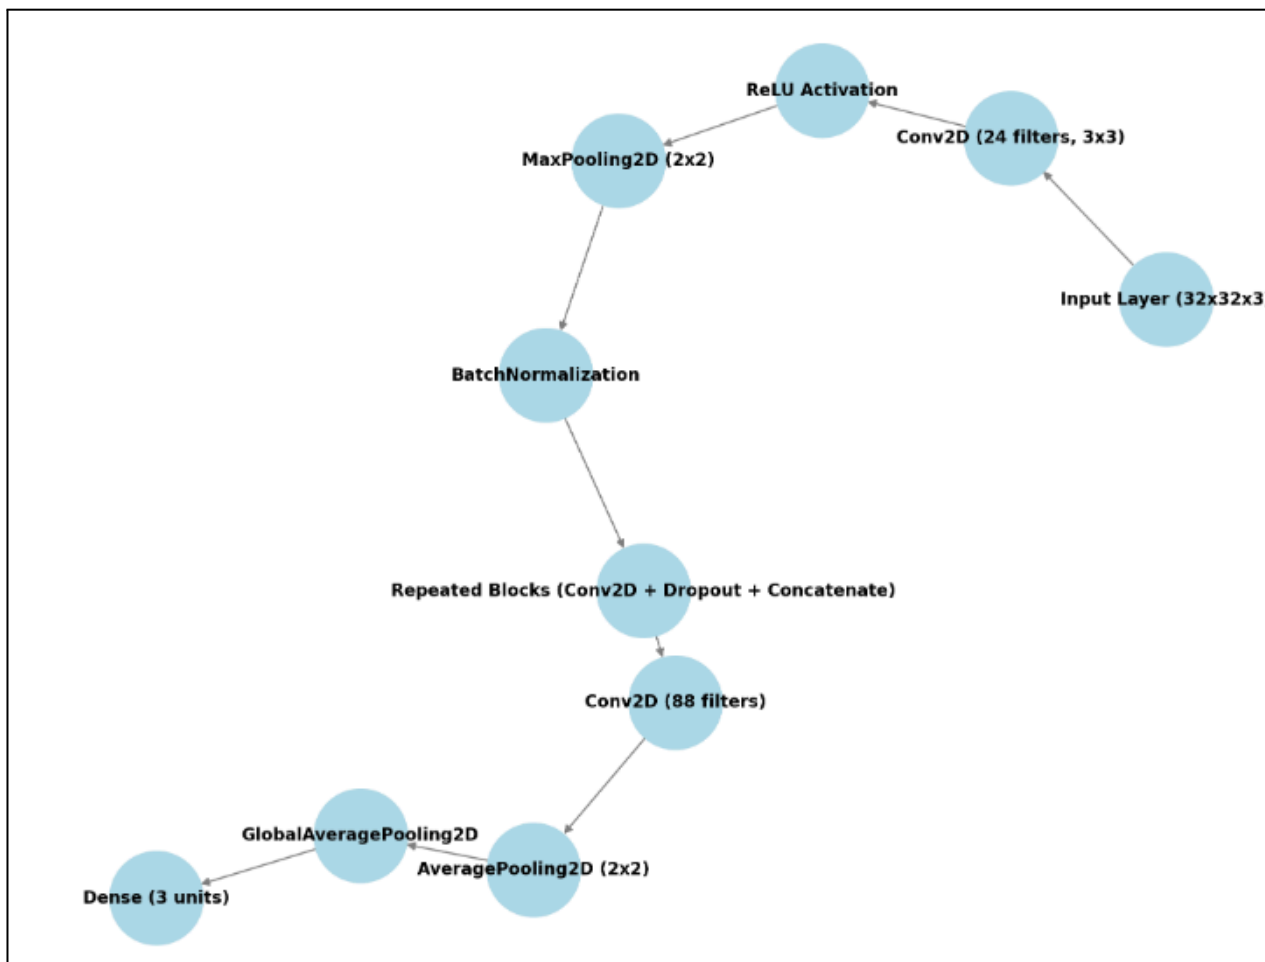 ReLU Activation
Conv2D (24 filters, 3x3)
MaxPooling2D (2x2)
Input Layer (32x32x3
BatchNormalization
Repeated Blocks (Conv2D + Dropout + Concatenate)
Conv2D (88 filters)
GlobalAveragePooling2D
AveragePooling2D (2x2)
Dense (3 units)